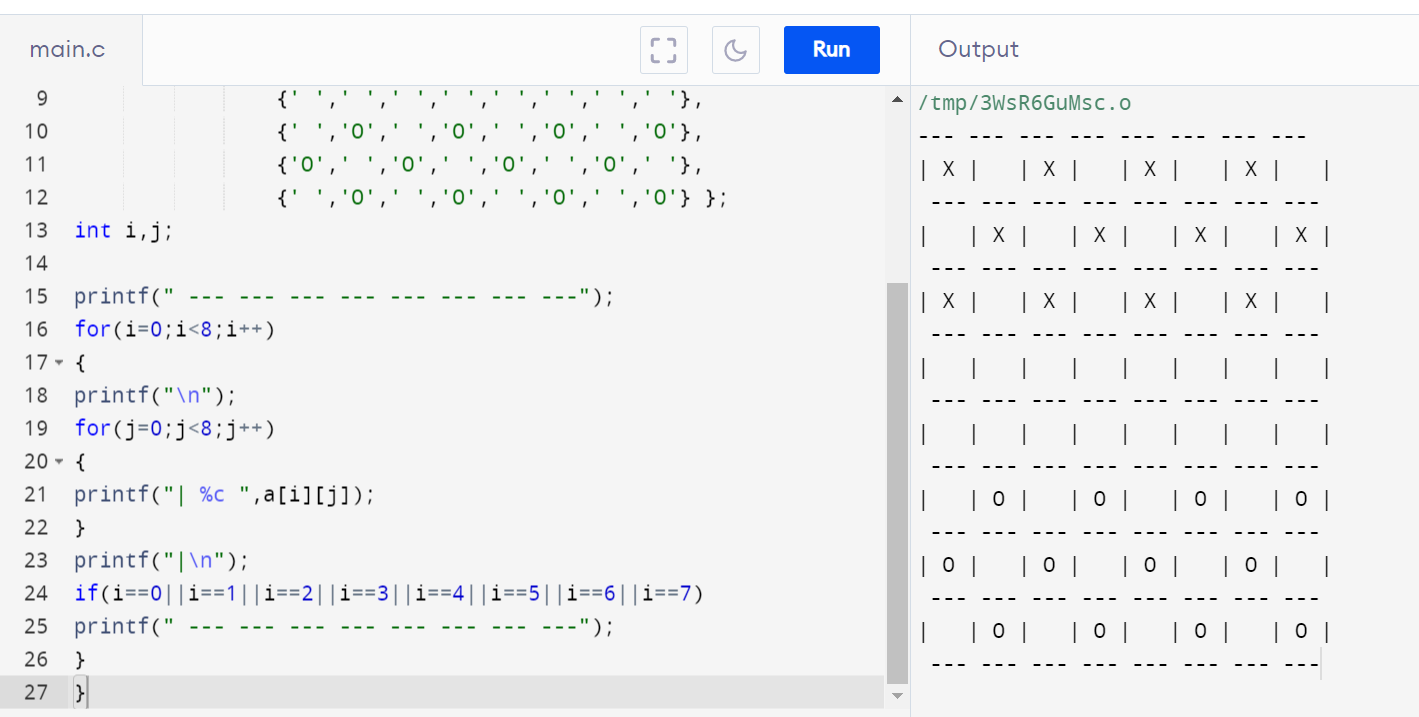 main.c
Run
9 {' ',' ',' ',' ',' ',' ',' ',' '},
10 {' ','O',' ','O',' ','O',' ','O'},
11 {'O',' ','O',' ','O',' ','O',' '},
12 {' ','O',' ','O',' ','O',' ','O'} };
13 int i,j;
14
15 printf(" --- --- --- --- --- --- --- ---");
16 for(i=0;i<8;i++)
17 {
18 printf("\n");
19 for(j=0;j<8;j++)
20 {
21 printf("| %c ",a[i][j]);
22 }
23 printf("|\n");
24 if(i==0||i==1||i==2||i==3||i==4||i==5||i==6||i==7)
25 printf(" --- --- --- --- --- --- --- ---");
26 }
27 }
Output
/tmp/3WsR6GuMsc.o
--- --- --- --- --- --- --- ---
| X |   | X |   | X |   | X |   |
 --- --- --- --- --- --- --- ---
|   | X |   | X |   | X |   | X |
 --- --- --- --- --- --- --- ---
| X |   | X |   | X |   | X |   |
 --- --- --- --- --- --- --- ---
|   |   |   |   |   |   |   |   |
 --- --- --- --- --- --- --- ---
|   |   |   |   |   |   |   |   |
 --- --- --- --- --- --- --- ---
|   | O |   | O |   | O |   | O |
 --- --- --- --- --- --- --- ---
| O |   | O |   | O |   | O |   |
 --- --- --- --- --- --- --- ---
|   | O |   | O |   | O |   | O |
 --- --- --- --- --- --- --- ---